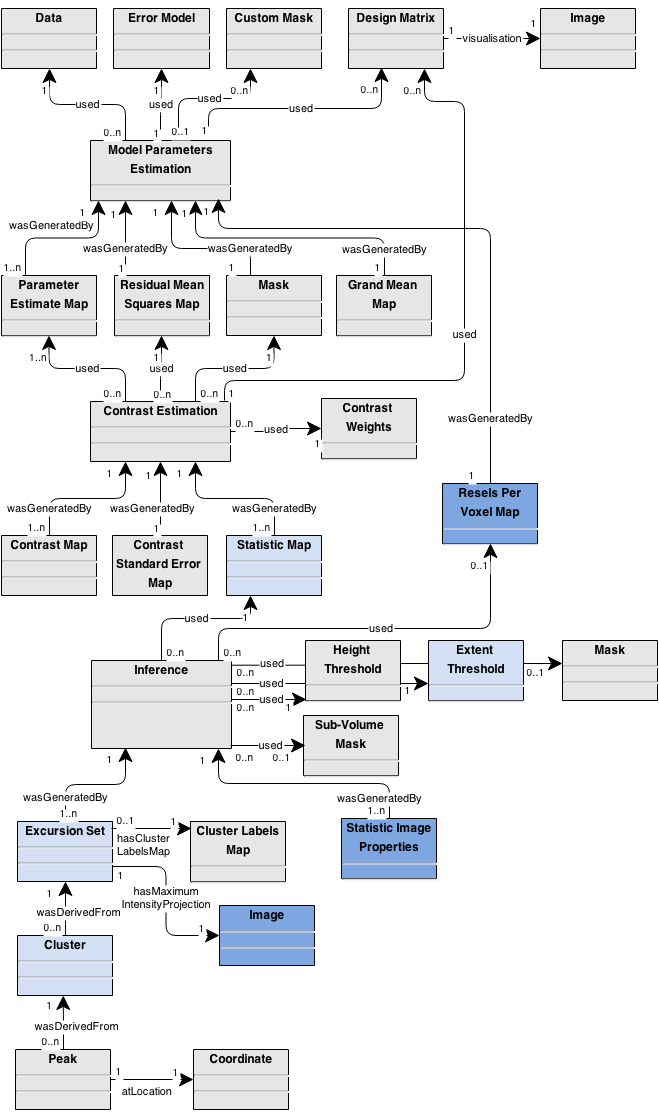 Data
Error Model
Custom Mask
Design Matrix
Image
1
visualisation
1
1
used
0..n
1
used
1
0..n
used
0..1
0..n
used
1
0..n
Model Parameters
Estimation
1
wasGeneratedBy
1..n
1
wasGeneratedBy
1
1
wasGeneratedBy
1
1
wasGeneratedBy
1
1
Parameter
Estimate Map
Residual Mean
Squares Map
Mask
Grand Mean
Map
1..n
used
0..n
1
used
0..n
1
used
0..n
used
1
Contrast Estimation
0..n
used
1
Contrast
Weights
wasGeneratedBy
1
1
wasGeneratedBy
1..n
1
wasGeneratedBy
1
1
wasGeneratedBy
1..n
Resels Per
Voxel Map
Contrast Map
Contrast
Standard Error
Map
Statistic Map
0..1
used
1
0..n
used
0..n
Inference
used
0..n
used
0..n
used
0..n
1
Height
Threshold
1
Extent
Threshold
0..1
Mask
used
0..n
0..1
Sub-Volume
Mask
1
wasGeneratedBy
1..n
1
wasGeneratedBy
1..n
Excursion Set
0..1
1
hasCluster
LabelsMap
Cluster Labels
Map
Statistic Image
Properties
1
hasMaximum
IntensityProjection
1
Image
1
wasDerivedFrom
0..n
Cluster
1
wasDerivedFrom
0..n
Peak
1
1
atLocation
Coordinate